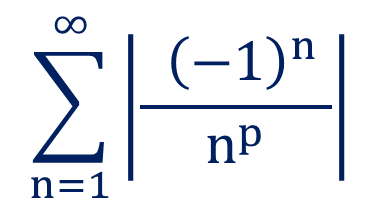 ∞
∑ | (−1)ⁿ / nᵖ |
n=1